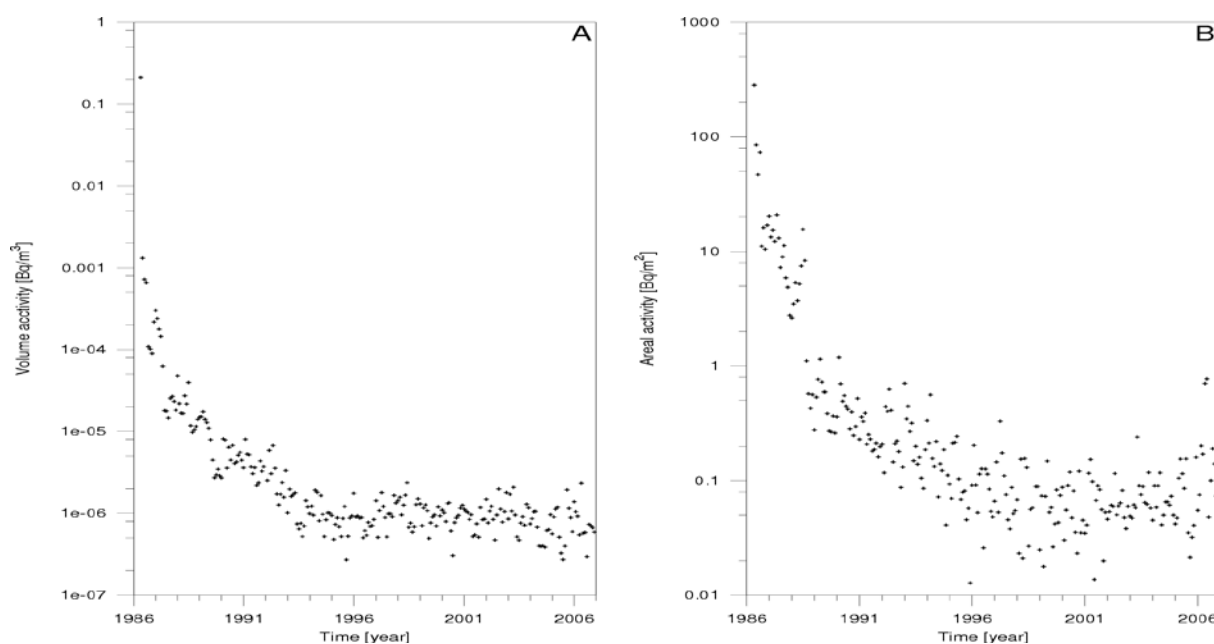 A
1
0.1
0.01
0.001
1e-04
1e-05
1e-06
1e-07
Volume acctivity [Bq/m³]
1986
1991
1996
2001
2006
Time [year]
B
1000
100
10
1
0.1
0.01
Areal activity [Bq/m²]
1986
1991
1996
2001
2006
Time [year]